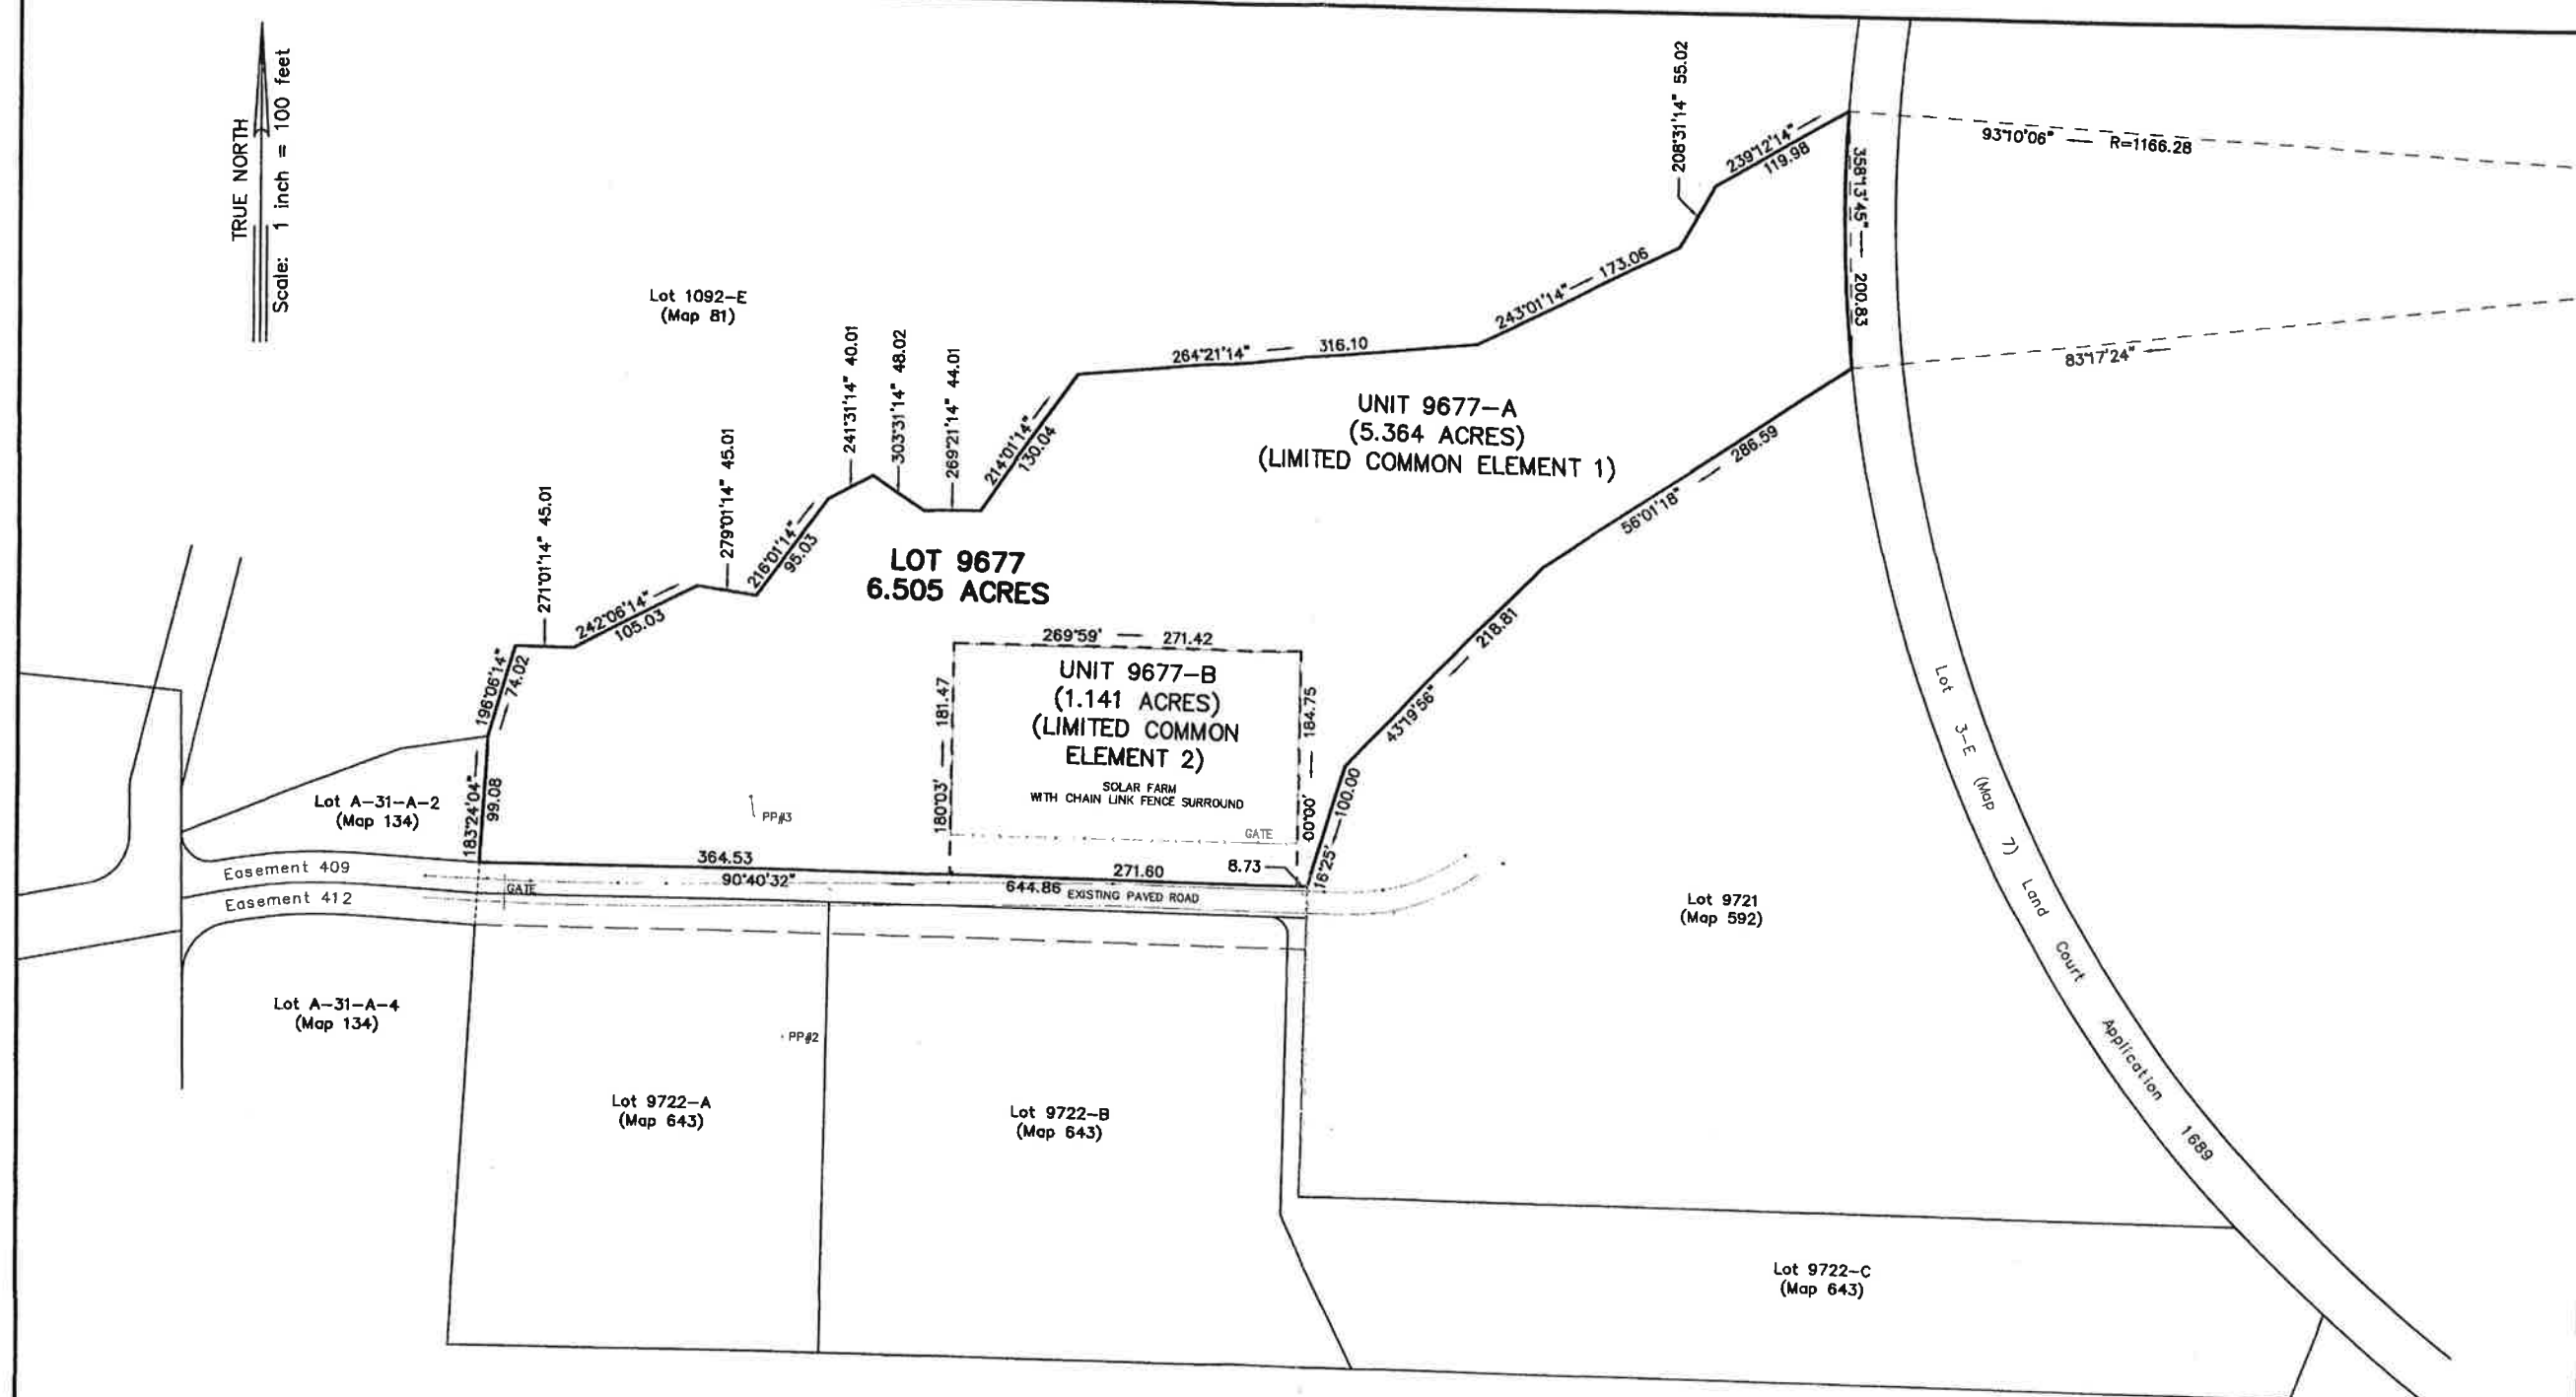 TRUE NORTH
Scale: 1 inch = 100 feet
Lot 1092-E
(Map 81)
208°31'14" 55.02
239°12'14"
119.98
93°10'06" — R=1166.28
358°13'45" — 200.83
83°17'24"
243°01'14" — 173.06
264°21'14" — 316.10
214°01'14"
130.04
269°21'14" 44.01
303°31'14" 48.02
241°31'14" 40.01
216°01'14"
95.03
279°01'14" 45.01
242°06'14"
105.03
271°01'14" 45.01
196°06'14"
74.02
183°24'04"
99.08
UNIT 9677-A
(5.364 ACRES)
(LIMITED COMMON ELEMENT 1)
56°01'18" — 286.59
43°19'56" — 218.81
16°25' — 100.00
LOT 9677
6.505 ACRES
269°59' — 271.42
180°03' — 181.47
UNIT 9677-B
(1.141 ACRES)
(LIMITED COMMON
ELEMENT 2)
SOLAR FARM
WITH CHAIN LINK FENCE SURROUND
GATE
00°00' — 184.75
PP#3
364.53
271.60
8.73
90°40'32"
644.86
EXISTING PAVED ROAD
GATE
Lot A-31-A-2
(Map 134)
Easement 409
Easement 412
Lot A-31-A-4
(Map 134)
PP#2
Lot 9722-A
(Map 643)
Lot 9722-B
(Map 643)
Lot 9721
(Map 592)
Lot 9722-C
(Map 643)
Lot 3-E (Map 7) Land Court Application 1689